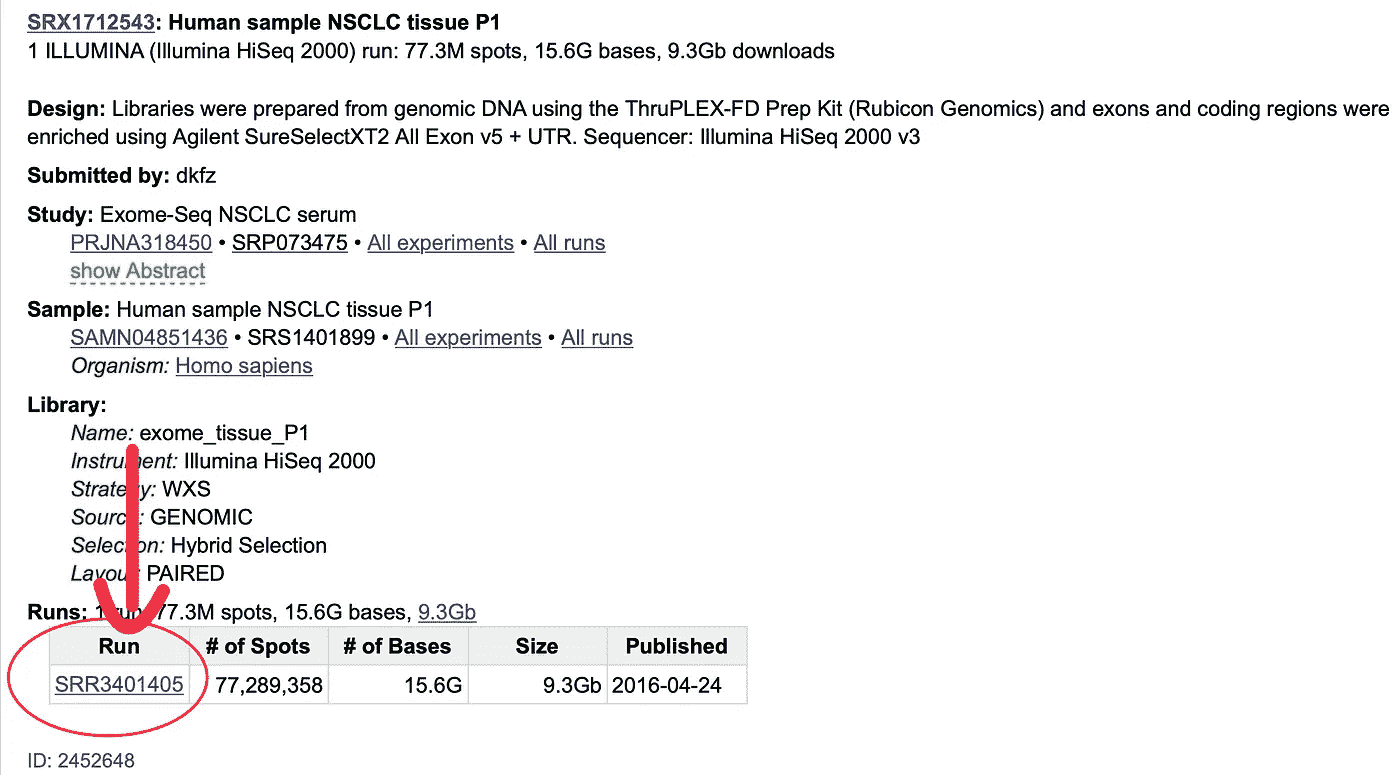 SRX1712543: Human sample NSCLC tissue P1
1 ILLUMINA (Illumina HiSeq 2000) run: 77.3M spots, 15.6G bases, 9.3Gb downloads
Design: Libraries were prepared from genomic DNA using the ThruPLEX-FD Prep Kit (Rubicon Genomics) and exons and coding regions were
enriched using Agilent SureSelectXT2 All Exon v5 + UTR. Sequencer: Illumina HiSeq 2000 v3
Submitted by: dkfz
Study: Exome-Seq NSCLC serum
PRJNA318450 • SRP073475 • All experiments • All runs
show Abstract
Sample: Human sample NSCLC tissue P1
SAMN04851436 • SRS1401899 • All experiments • All runs
Organism: Homo sapiens
Library:
Name: exome_tissue_P1
Instrument: Illumina HiSeq 2000
Strategy: WXS
Source: GENOMIC
Selection: Hybrid Selection
Layout: PAIRED
Runs: 1 run, 77.3M spots, 15.6G bases, 9.3Gb
Run # of Spots # of Bases Size Published
SRR3401405 77,289,358 15.6G 9.3Gb 2016-04-24
ID: 2452648